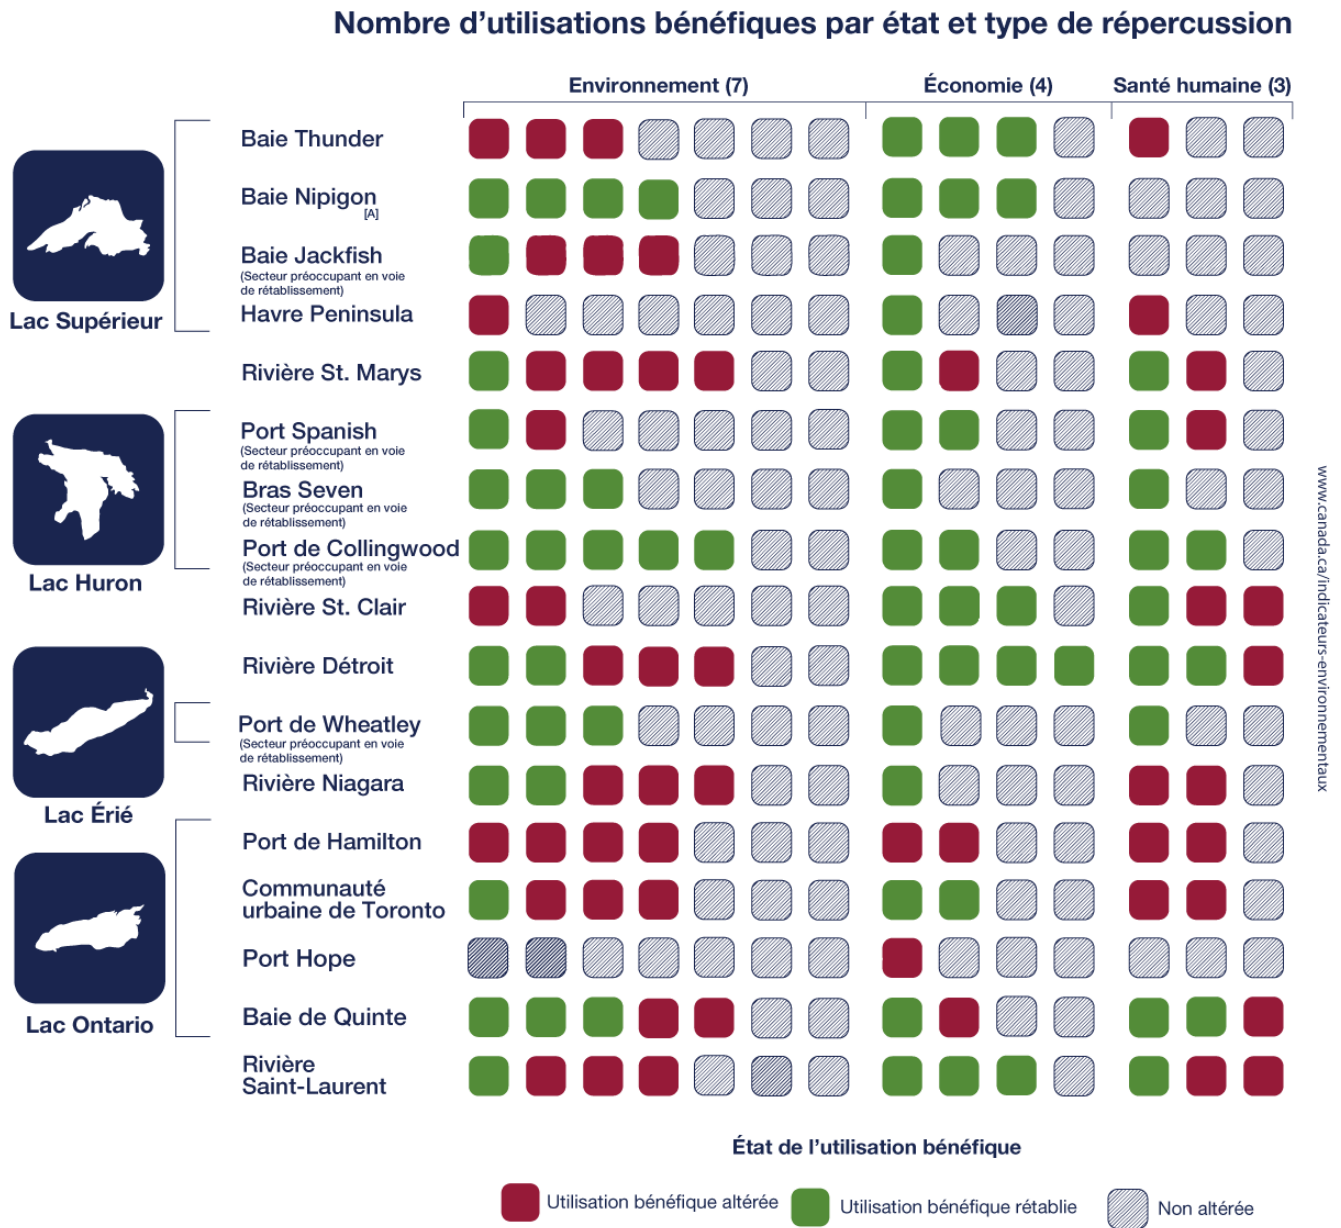 Nombre d’utilisations bénéfiques par état et type de répercussion
Environnement (7)
Économie (4)
Santé humaine (3)
Baie Thunder
Baie Nipigon
[A]
Baie Jackfish
(Secteur préoccupant en voie
de rétablissement)
Havre Peninsula
Lac Supérieur
Rivière St. Marys
Port Spanish
(Secteur préoccupant en voie
de rétablissement)
Bras Seven
(Secteur préoccupant en voie
de rétablissement)
Port de Collingwood
(Secteur préoccupant en voie
de rétablissement)
Lac Huron
Rivière St. Clair
Rivière Détroit
Port de Wheatley
(Secteur préoccupant en voie
de rétablissement)
Rivière Niagara
Lac Érié
Port de Hamilton
Communauté
urbaine de Toronto
Port Hope
Baie de Quinte
Lac Ontario
Rivière
Saint-Laurent
www.canada.ca/indicateurs-environnementaux
État de l’utilisation bénéfique
Utilisation bénéfique altérée
Utilisation bénéfique rétablie
Non altérée